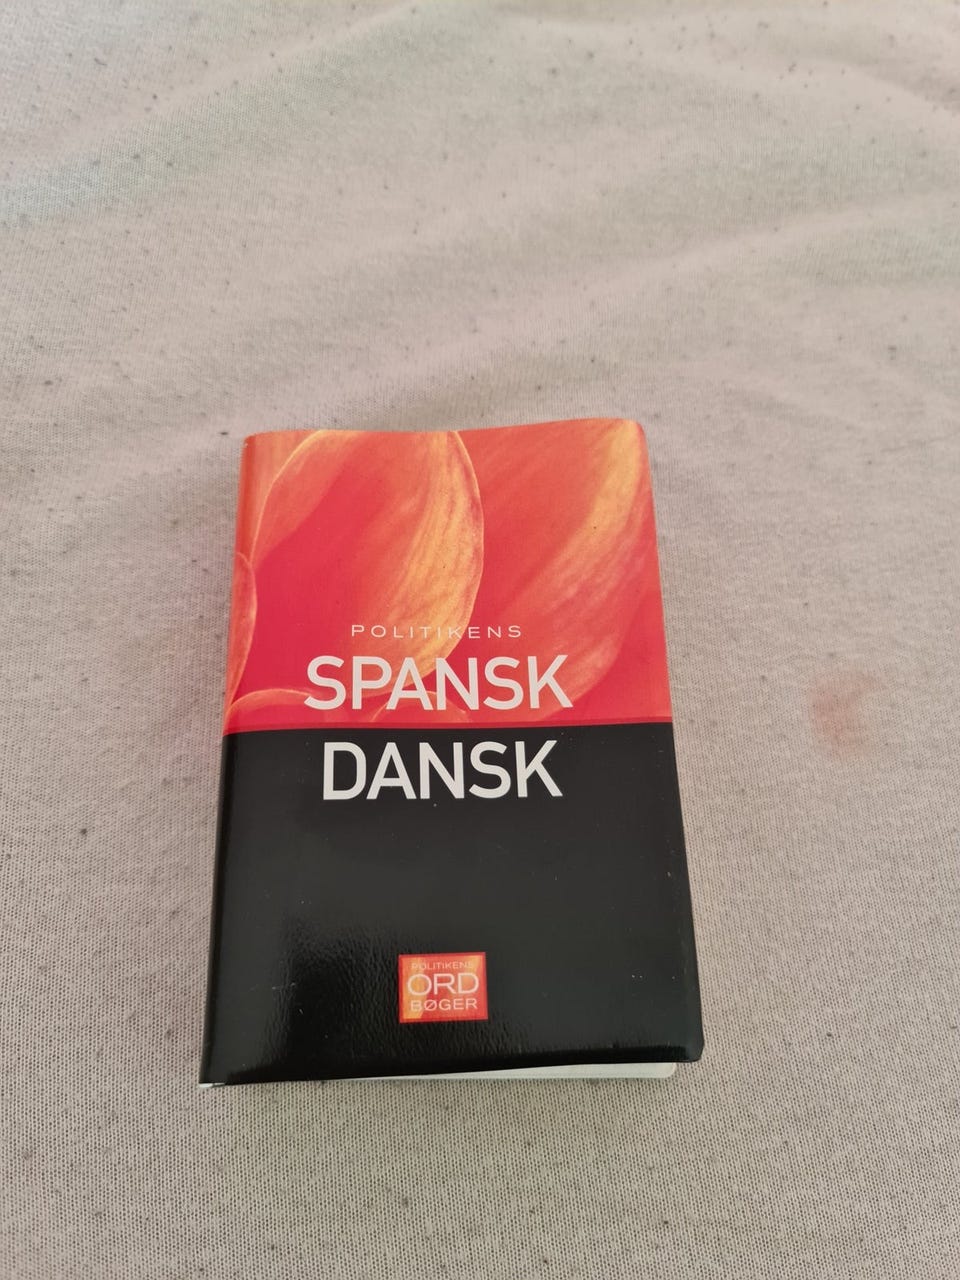 POLITIKENS
SPANSK
DANSK
POLITIKENS
ORD
BØGER